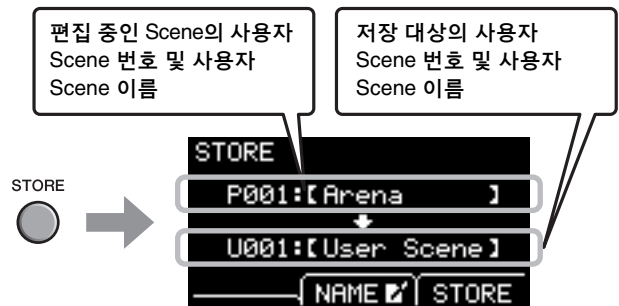 편집 중인 Scene의 사용자
Scene 번호 및 사용자
Scene 이름
저장 대상의 사용자
Scene 번호 및 사용자
Scene 이름
STORE
STORE
P001:[Arena ]
U001:[User Scene]
NAME
STORE